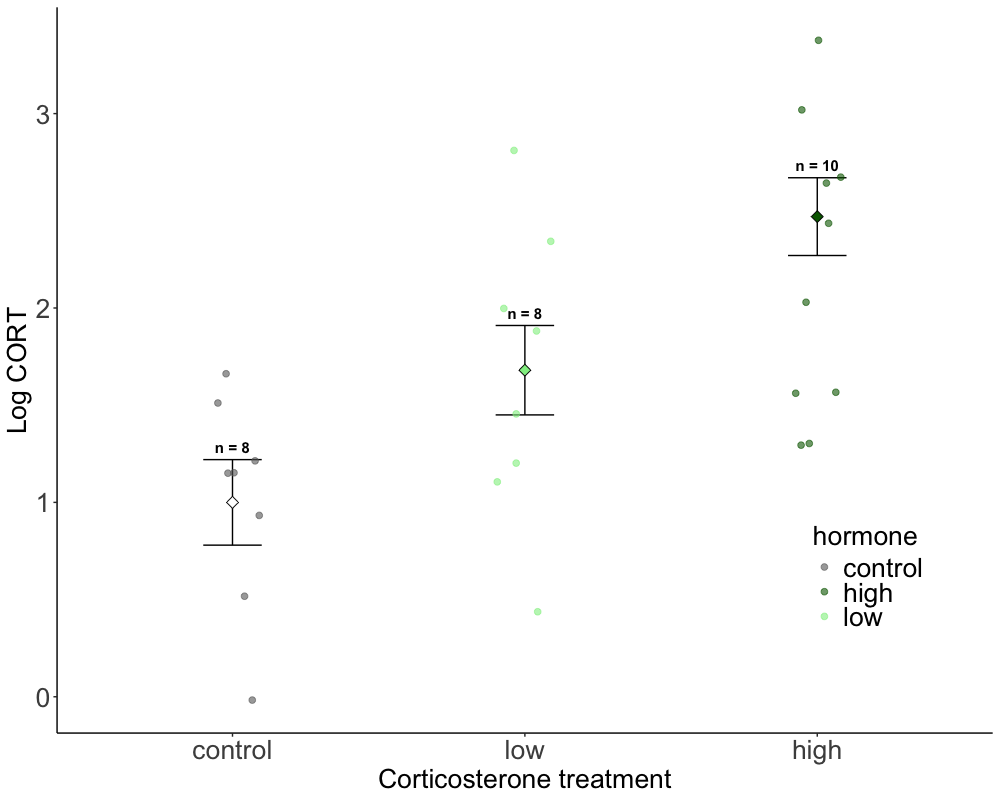 3
n = 10
2
n = 8
n = 8
1
0
Log CORT
hormone
control
high
low
control
low
high
Corticosterone treatment